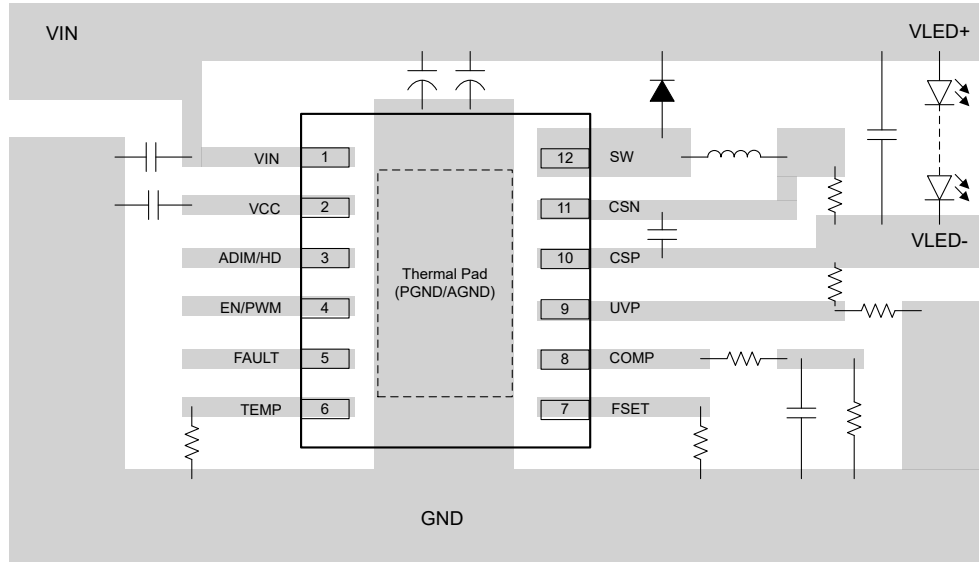 VIN
VLED+
VIN 1
12 SW
VCC 2
11 CSN
VLED-
ADIM/HD 3
10 CSP
Thermal Pad
(PGND/AGND)
EN/PWM 4
9 UVP
FAULT 5
8 COMP
TEMP 6
7 FSET
GND